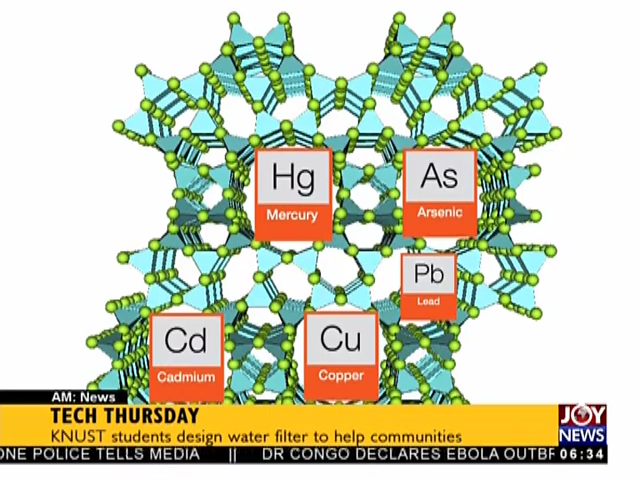 Hg
Mercury
As
Arsenic
Pb
Lead
Cd
Cadmium
Cu
Copper
AM: News
TECH THURSDAY
KNUST students design water filter to help communities
JOY
NEWS
ONE POLICE TELLS MEDIA || DR CONGO DECLARES EBOLA OUTBR
06:34